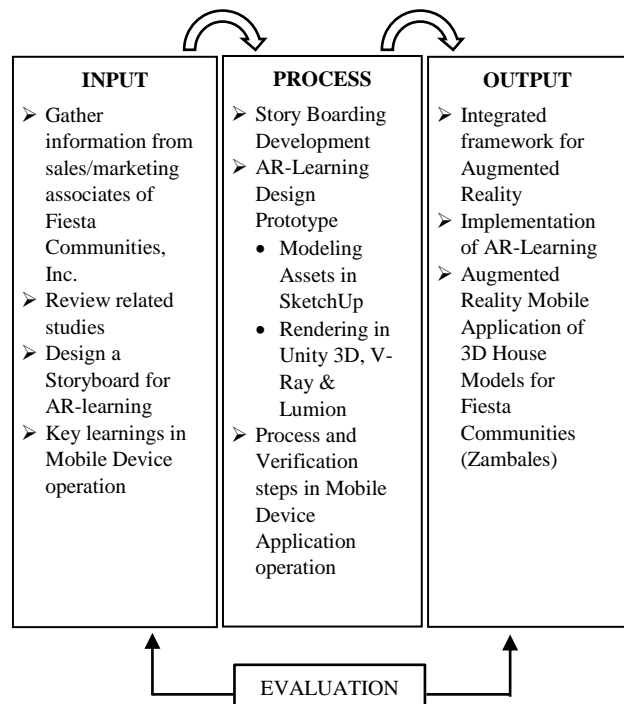 INPUT
➢ Gather
information from
sales/marketing
associates of
Fiesta
Communities,
Inc.
➢ Review related
studies
➢ Design a
Storyboard for
AR-learning
➢ Key learnings in
Mobile Device
operation
PROCESS
➢ Story Boarding
Development
➢ AR-Learning
Design
Prototype
• Modeling
Assets in
SketchUp
• Rendering in
Unity 3D, V-
Ray &
Lumion
➢ Process and
Verification
steps in Mobile
Device
Application
operation
OUTPUT
➢ Integrated
framework for
Augmented
Reality
➢ Implementation
of AR-Learning
➢ Augmented
Reality Mobile
Application of
3D House
Models for
Fiesta
Communities
(Zambales)
EVALUATION